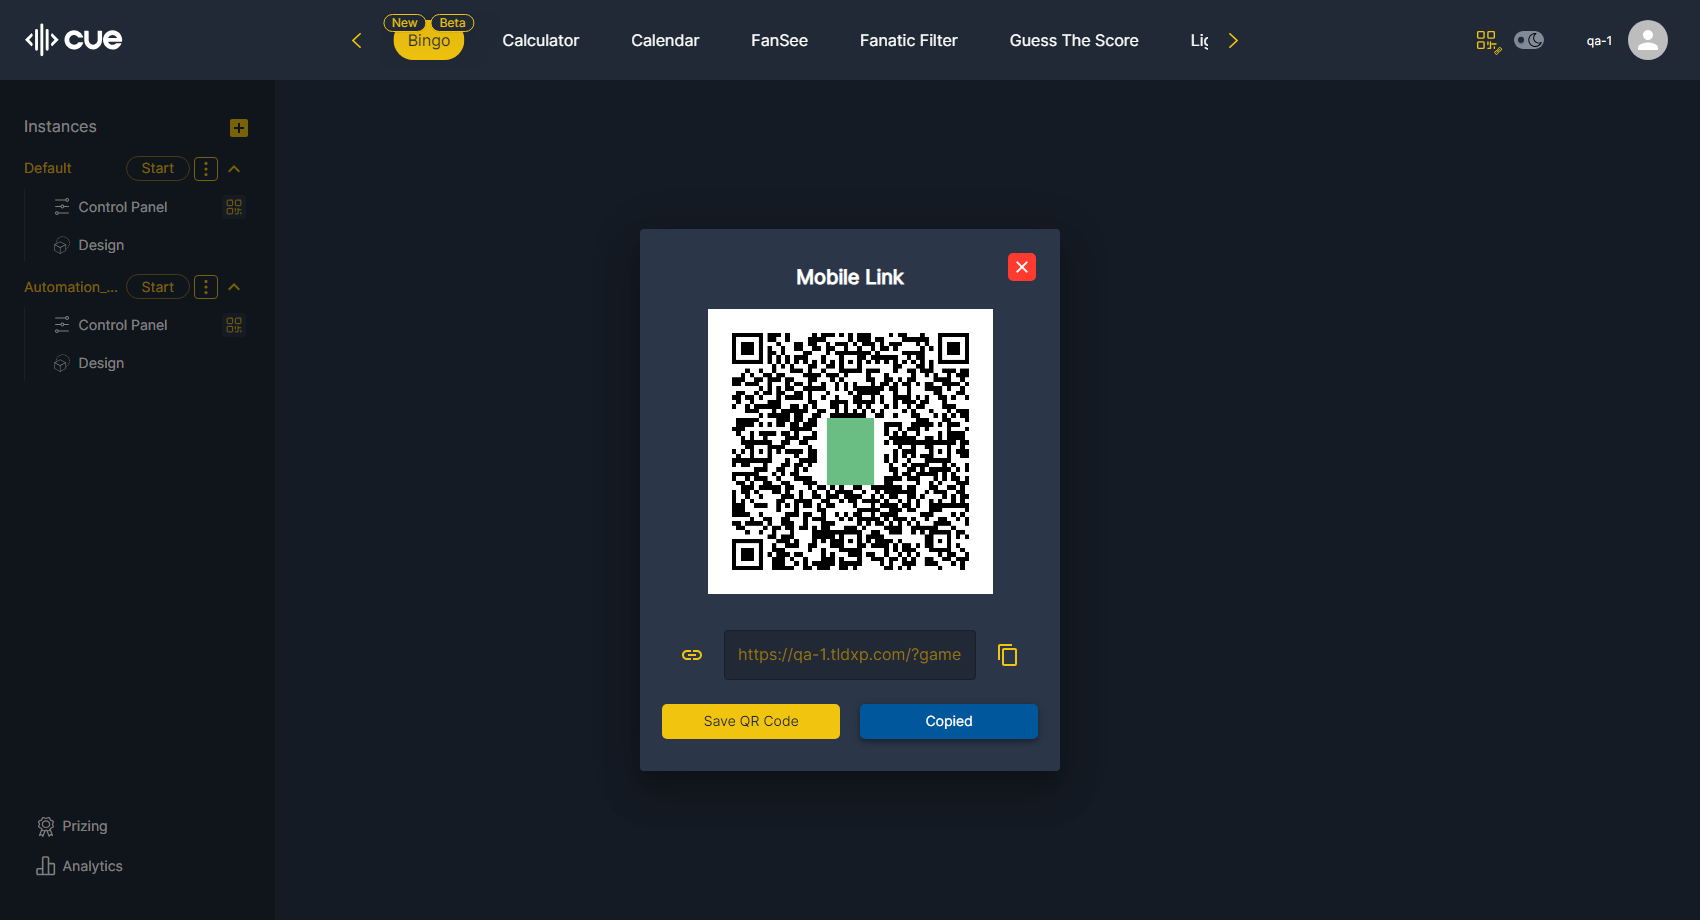 cue
New Beta
Bingo Calculator Calendar FanSee Fanatic Filter Guess The Score
qa-1
Instances
Default Start
Control Panel
Design
Automation_... Start
Control Panel
Design
Prizing
Analytics
Mobile Link
https://qa-1.tldxp.com/?game
Save QR Code Copied